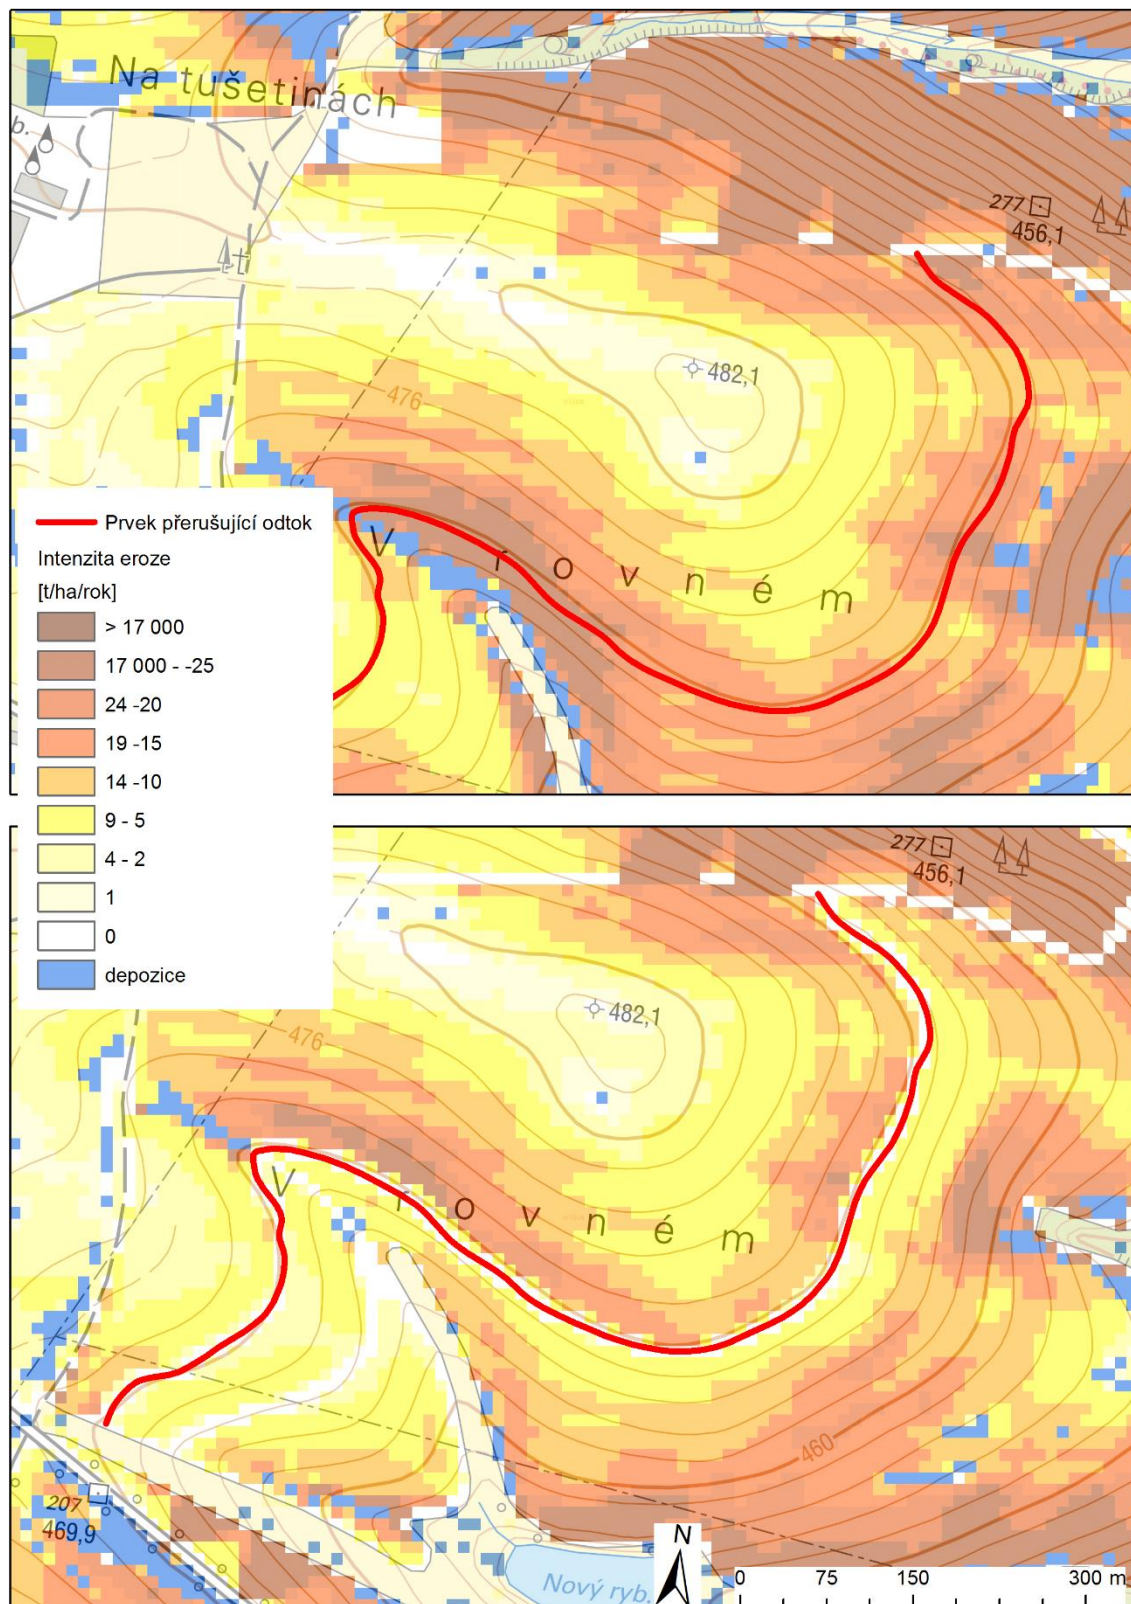 Na tušetinách
b.
277
456,1
482,1
476
V rovném
Prvek přerušující odtok
Intenzita eroze
[t/ha/rok]
> 17 000
17 000 - -25
24 -20
19 -15
14 -10
9 - 5
4 - 2
1
0
depozice
277
456,1
482,1
476
V rovném
460
207
469,9
Nový ryb.
N
0 75 150 300 m